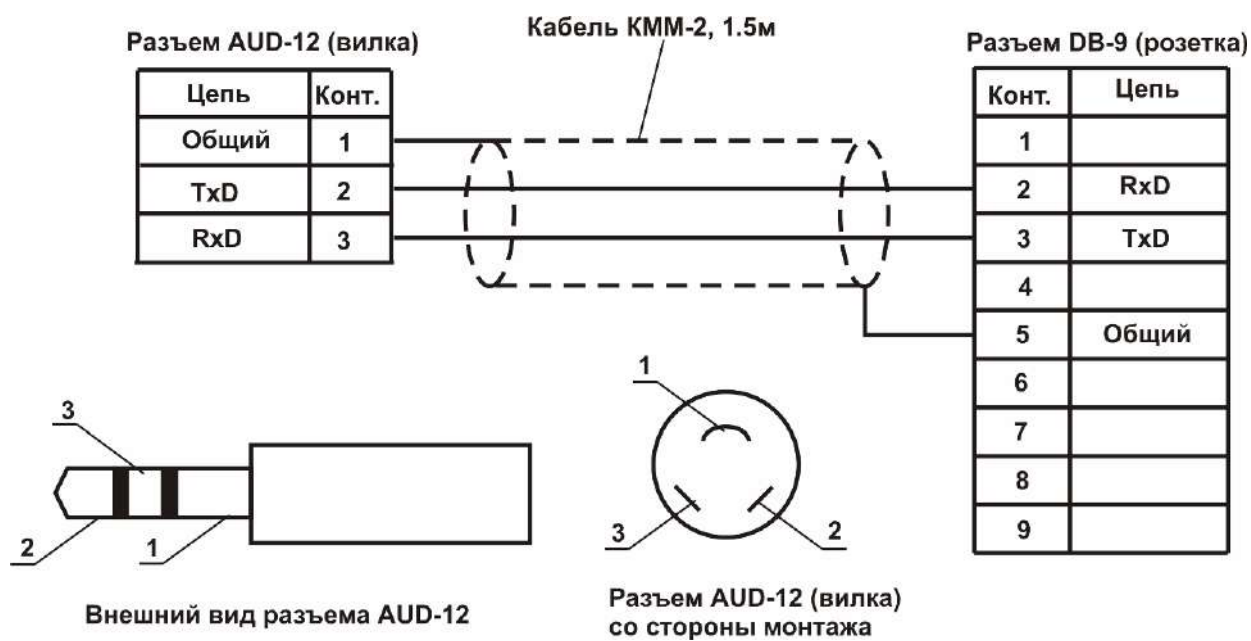 Кабель КММ-2, 1.5м
Разъем AUD-12 (вилка)
Разъем DB-9 (розетка)
Цепь Конт.
Общий 1
TxD 2
RxD 3
Конт. Цепь
1
2 RxD
3 TxD
4
5 Общий
6
7
8
9
3
2
1
1
3
2
Внешний вид разъема AUD-12
Разъем AUD-12 (вилка)
со стороны монтажа